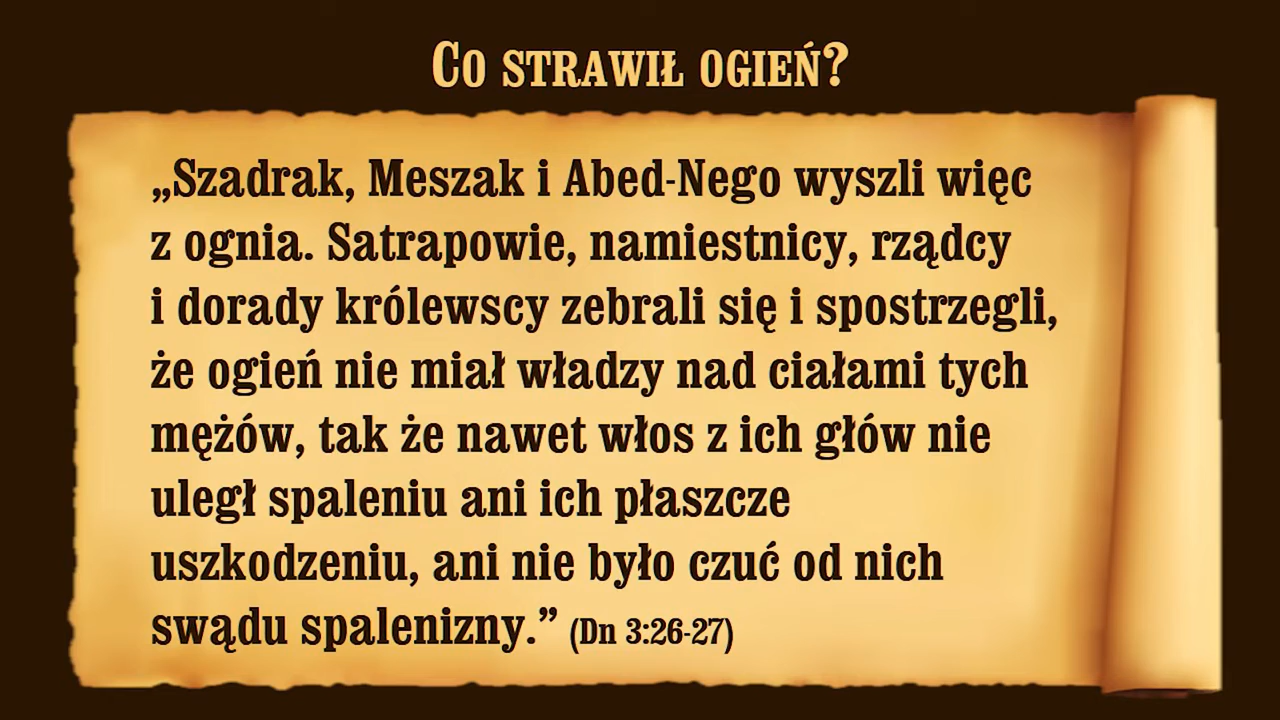 Co strawił ogień?
„Szadrak, Meszak i Abed-Nego wyszli więc
z ognia. Satrapowie, namiestnicy, rządcy
i dorady królewscy zebrali się i spostrzegli,
że ogień nie miał władzy nad ciałami tych
mężów, tak że nawet włos z ich głów nie
uległ spaleniu ani ich płaszcze
uszkodzeniu, ani nie było czuć od nich
swądu spalenizny.” (Dn 3:26-27)